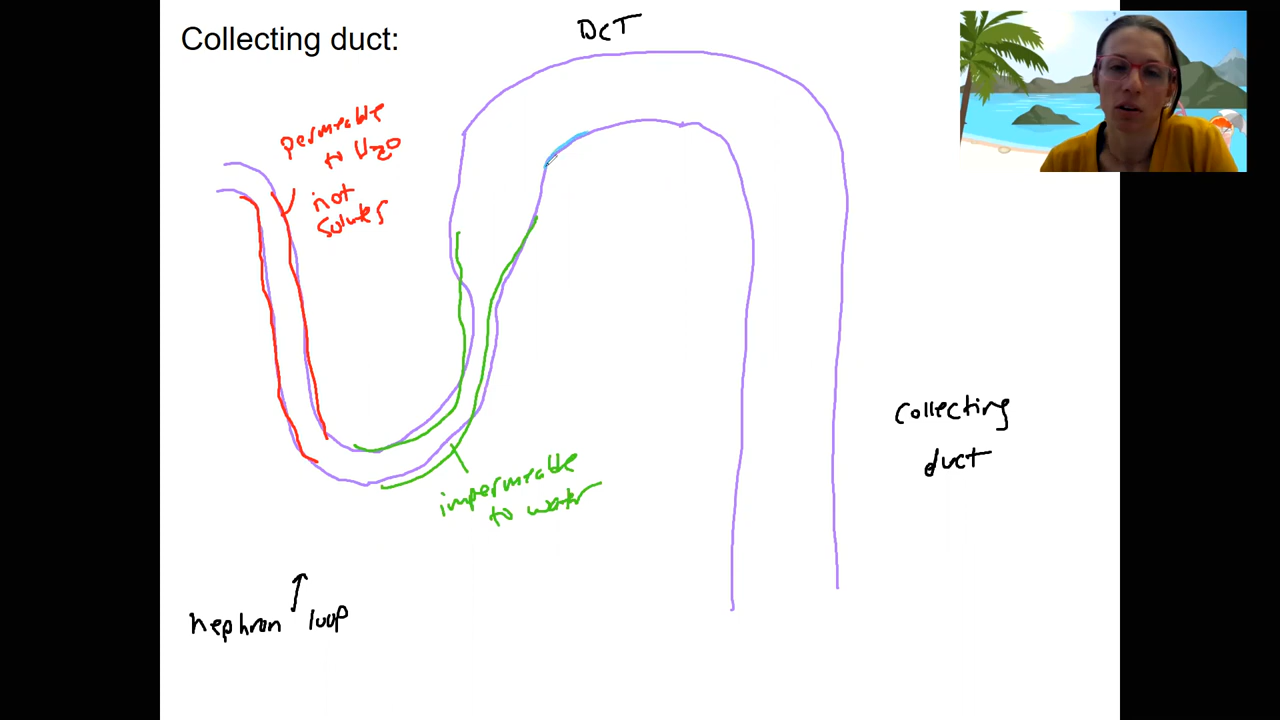 Collecting duct:
DCT
permeable
to H2O
not
solutes
impermeable
to water
collecting
duct
nephron loop